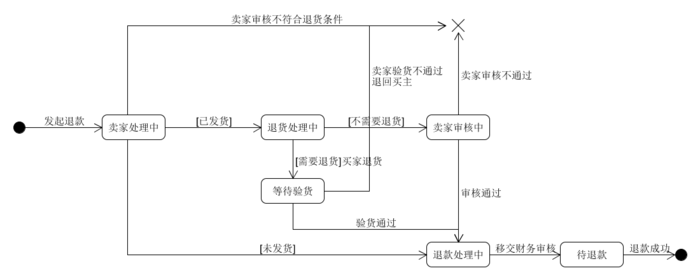 卖家审核不符合退货条件
卖家验货不通过
退回买主
卖家审核不通过
发起退款
卖家处理中
[已发货]
退货处理中
[不需要退货]
卖家审核中
[需要退货]买家退货
等待验货
审核通过
验货通过
[未发货]
退款处理中
移交财务审核
待退款
退款成功